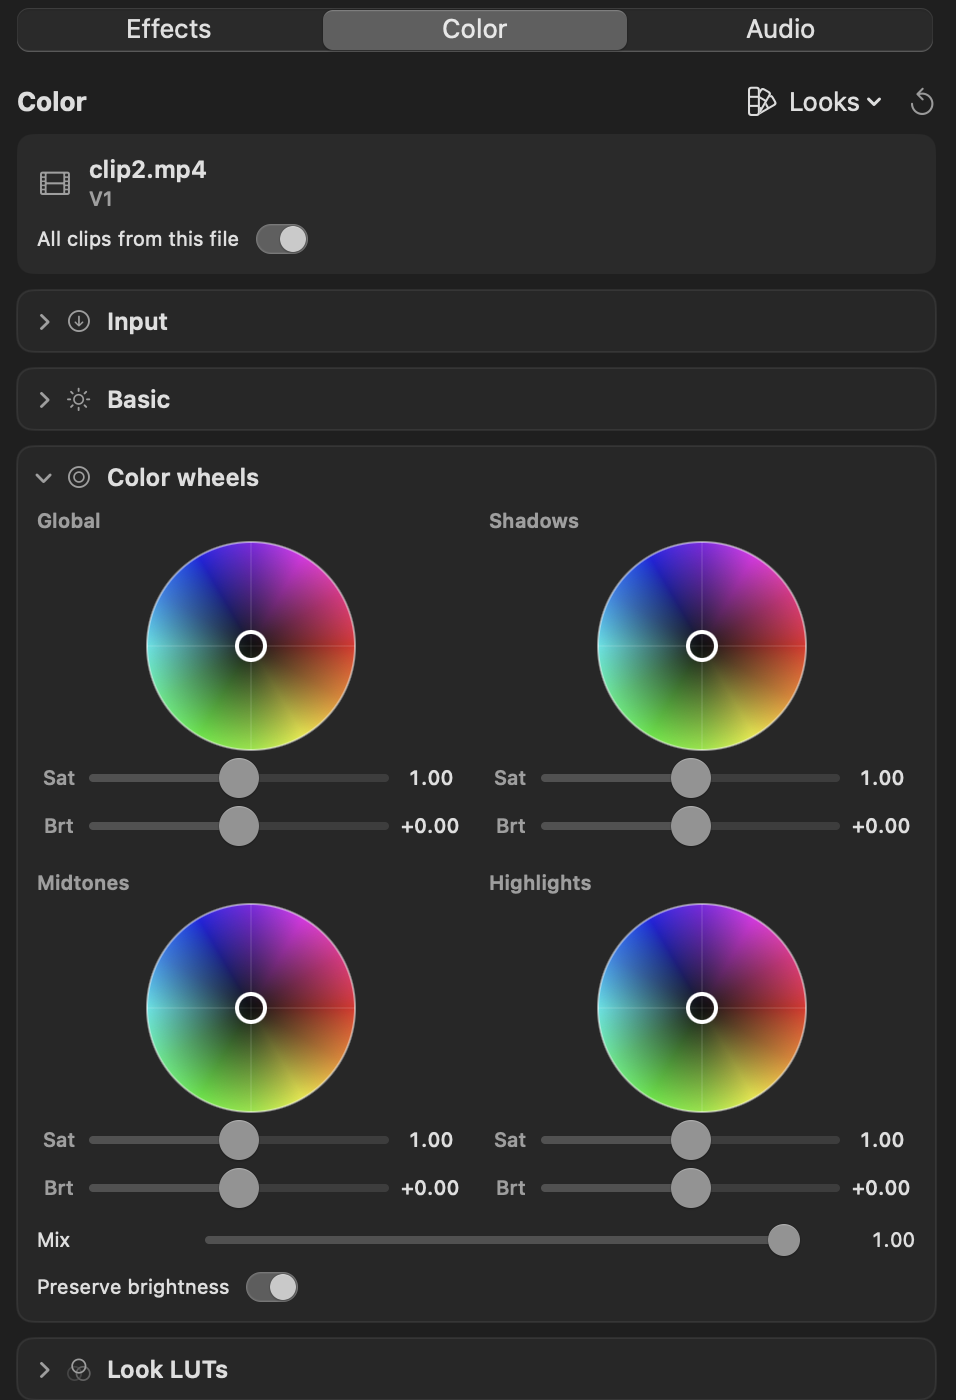 Effects
Color
Audio
Color
Looks
clip2.mp4
V1
All clips from this file
Input
Basic
Color wheels
Global
Shadows
Sat 1.00
Sat 1.00
Brt +0.00
Brt +0.00
Midtones
Highlights
Sat 1.00
Sat 1.00
Brt +0.00
Brt +0.00
Mix 1.00
Preserve brightness
Look LUTs